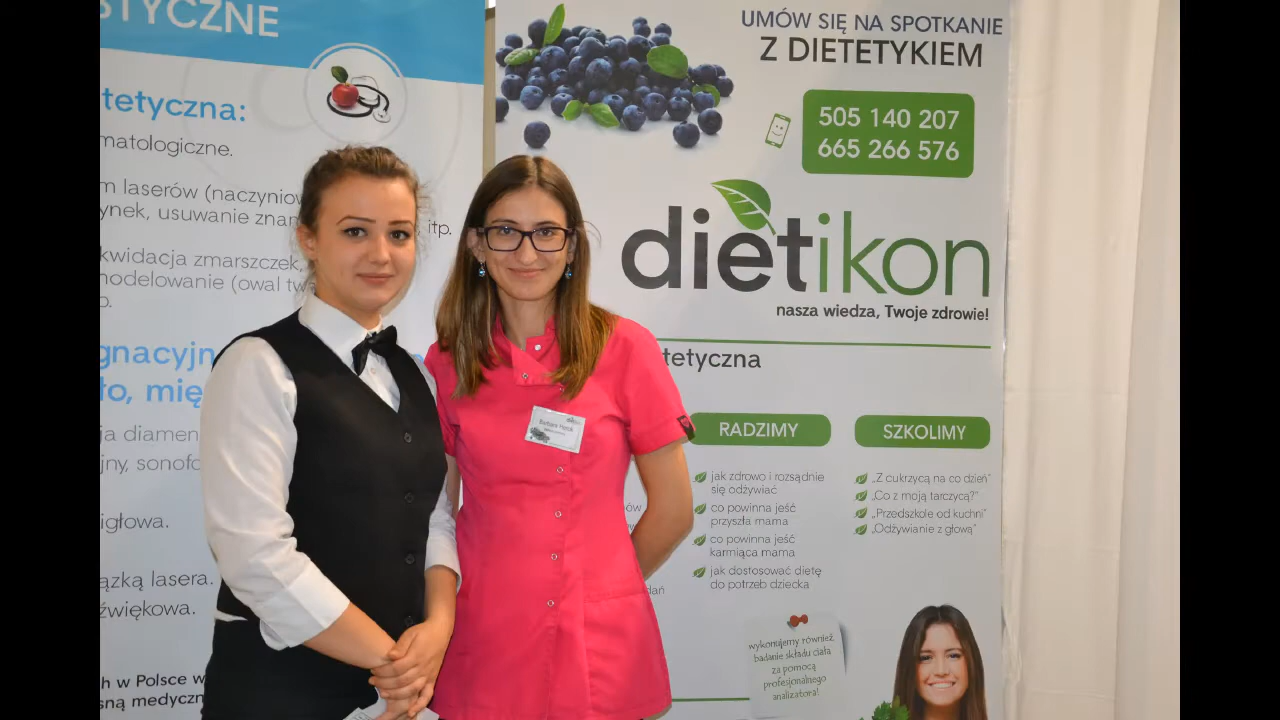 STYCZNE
tetyczna:
matologiczne.
m laserów (naczyniow
ynek, usuwanie znam
itp.
kwidacja zmarszczek,
modelowanie (owal tw
p.
gnacyjn
ło, mię
ja diamen
jny, sonofo
igłowa.
ązką lasera.
źwiękowa.
h w Polsce w
sną medyczn
UMÓW SIĘ NA SPOTKANIE
Z DIETETYKIEM
505 140 207
665 266 576
dietikon
nasza wiedza, Twoje zdrowie!
tetyczna
RADZIMY
jak zdrowo i rozsądnie
się odżywiać
co powinna jeść
przyszła mama
co powinna jeść
karmiąca mama
jak dostosować dietę
do potrzeb dziecka
SZKOLIMY
„Z cukrzycą na co dzień"
„Co z moją tarczycą?"
„Przedszkole od kuchni"
„Odżywianie z głową"
dań
wykonujemy również
badanie składu ciała
za pomocą
profesjonalnego
analizatora!
Barbara